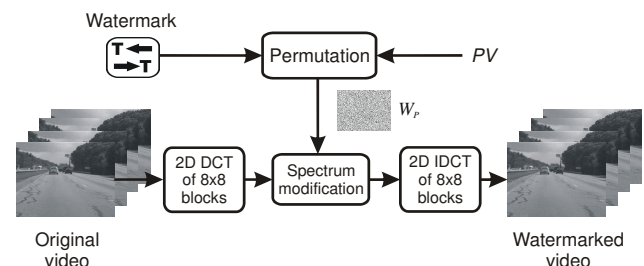 Watermark
T
T
Permutation
PV
W_P
2D DCT
of 8x8
blocks
Spectrum
modification
2D IDCT
of 8x8
blocks
Original
video
Watermarked
video